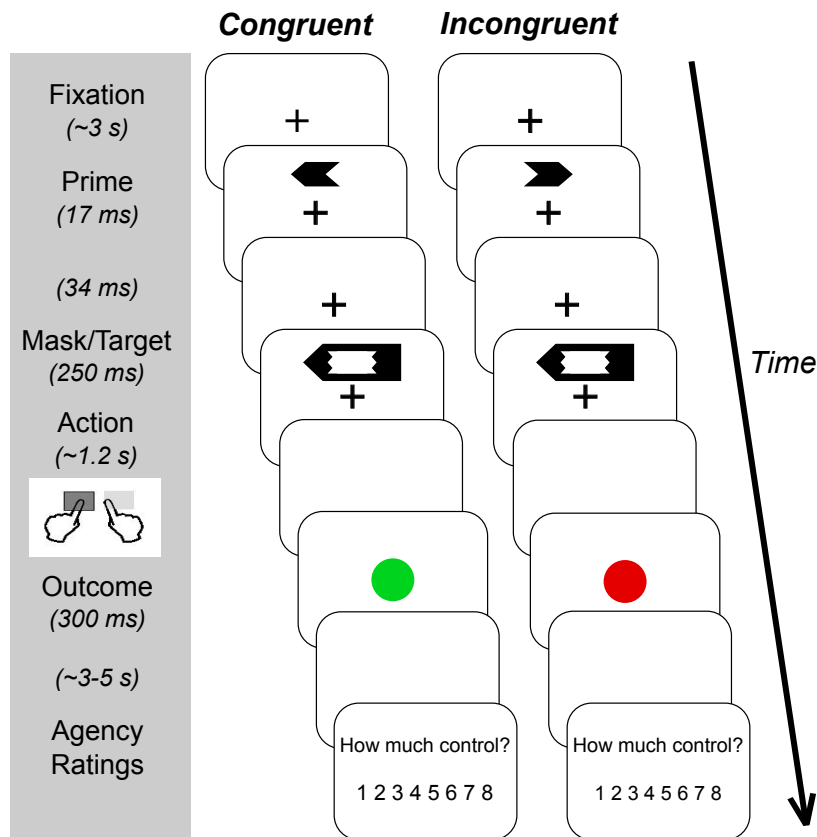 Congruent
Incongruent
Fixation
(~3 s)
Prime
(17 ms)
(34 ms)
Mask/Target
(250 ms)
Action
(~1.2 s)
Outcome
(300 ms)
(~3-5 s)
Agency
Ratings
Time
How much control?
1 2 3 4 5 6 7 8
How much control?
1 2 3 4 5 6 7 8